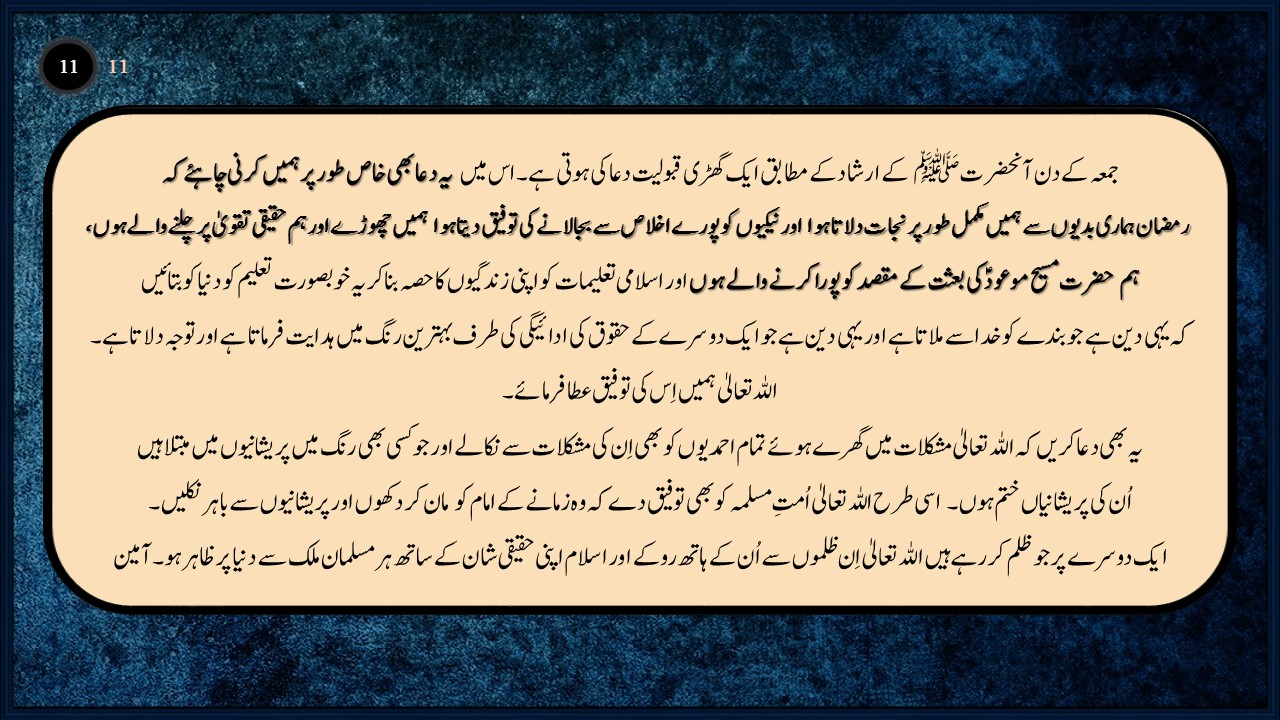 11 11
جمعہ کے دن آنحضرت ﷺ کے ارشاد کے مطابق ایک گھڑی قبولیت دعا کی ہوتی ہے۔ اس میں یہ دعا بھی خاص طور پر ہمیں کرنی چاہئے کہ
رمضان ہماری بدیوں سے ہمیں مکمل طور پر نجات دلاتا ہوا اور نیکیوں کو پورے اخلاص سے بجالانے کی توفیق دیتا ہوا ہمیں چھوڑے اور ہم حقیقی تقویٰ پر چلنے والے ہوں،
ہم حضرت مسیح موعودؑ کی بعثت کے مقصد کو پورا کرنے والے ہوں اور اسلامی تعلیمات کو اپنی زندگیوں کا حصہ بنا کر یہ خوبصورت تعلیم کو دنیا کو بتائیں
کہ یہی دین ہے جو بندے کو خدا سے ملاتا ہے اور یہی دین ہے جو ایک دوسرے کے حقوق کی ادائیگی کی طرف بہترین رنگ میں ہدایت فرماتا ہے اور توجہ دلاتا ہے۔
اللہ تعالیٰ ہمیں اِس کی توفیق عطا فرمائے۔
یہ بھی دعا کریں کہ اللہ تعالیٰ مشکلات میں گھرے ہوئے تمام احمدیوں کو بھی اِن کی مشکلات سے نکالے اور جو کسی بھی رنگ میں پریشانیوں میں مبتلا ہیں
اُن کی پریشانیاں ختم ہوں۔ اسی طرح اللہ تعالیٰ اُمتِ مسلمہ کو بھی توفیق دے کہ وہ زمانے کے امام کو مان کر دکھوں اور پریشانیوں سے باہر نکلیں۔
ایک دوسرے پر جو ظلم کر رہے ہیں اللہ تعالیٰ اِن ظلموں سے اُن کے ہاتھ روکے اور اسلام اپنی حقیقی شان کے ساتھ ہر مسلمان ملک سے دنیا پر ظاہر ہو۔ آمین